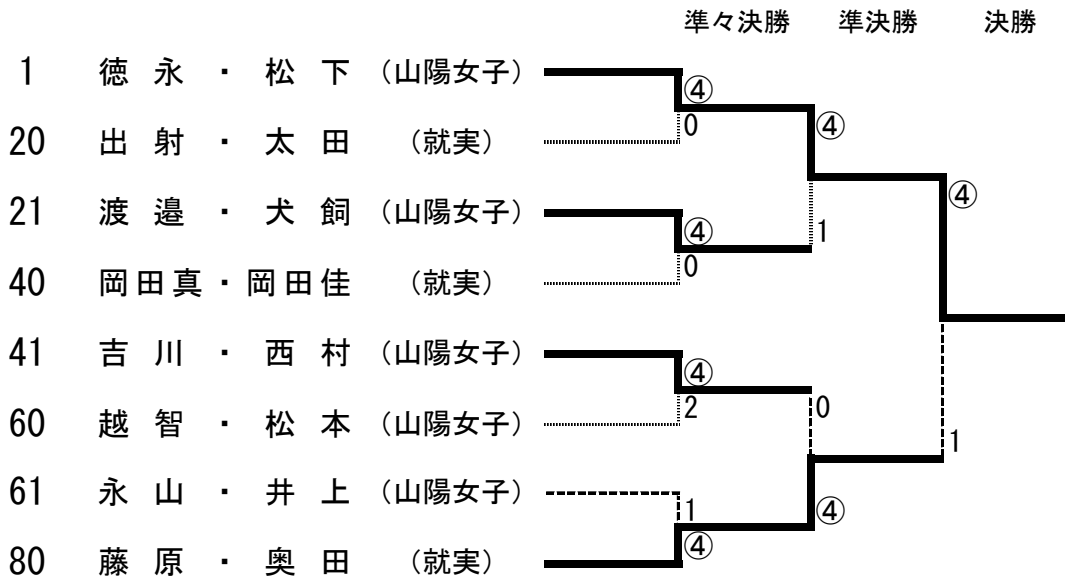 準々決勝 準決勝 決勝
1 徳永・松下 (山陽女子)
④
④
20 出射・太田 (就実)
0
④
21 渡邉・犬飼 (山陽女子)
④
1
40 岡田真・岡田佳 (就実)
0
41 吉川・西村 (山陽女子)
④
0
60 越智・松本 (山陽女子)
2
1
61 永山・井上 (山陽女子)
1
④
80 藤原・奥田 (就実)
④